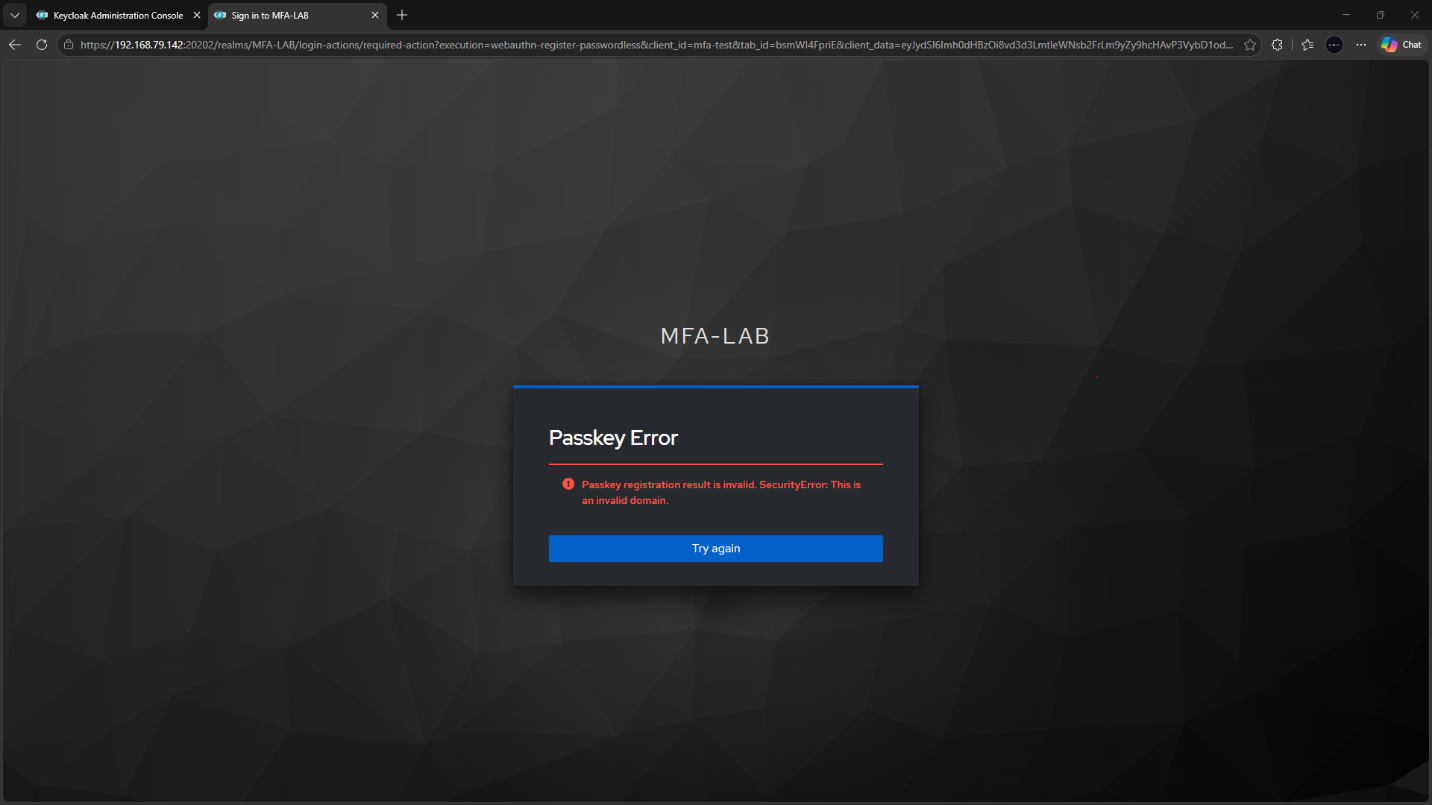 Keycloak Administration Console
Sign in to MFA-LAB
https://192.168.79.142:20202/realms/MFA-LAB/login-actions/required-action?execution=webauthn-register-passwordless&client_id=mfa-test&tab_id=bsmWI4FpriE&client_data=eyJydSI6Imh0dHBzOi8vd3d3LmtleWNsb2FrLm9yZy9hcHAvP3VybD1od...
Chat
MFA-LAB
Passkey Error
Passkey registration result is invalid. SecurityError: This is
an invalid domain.
Try again